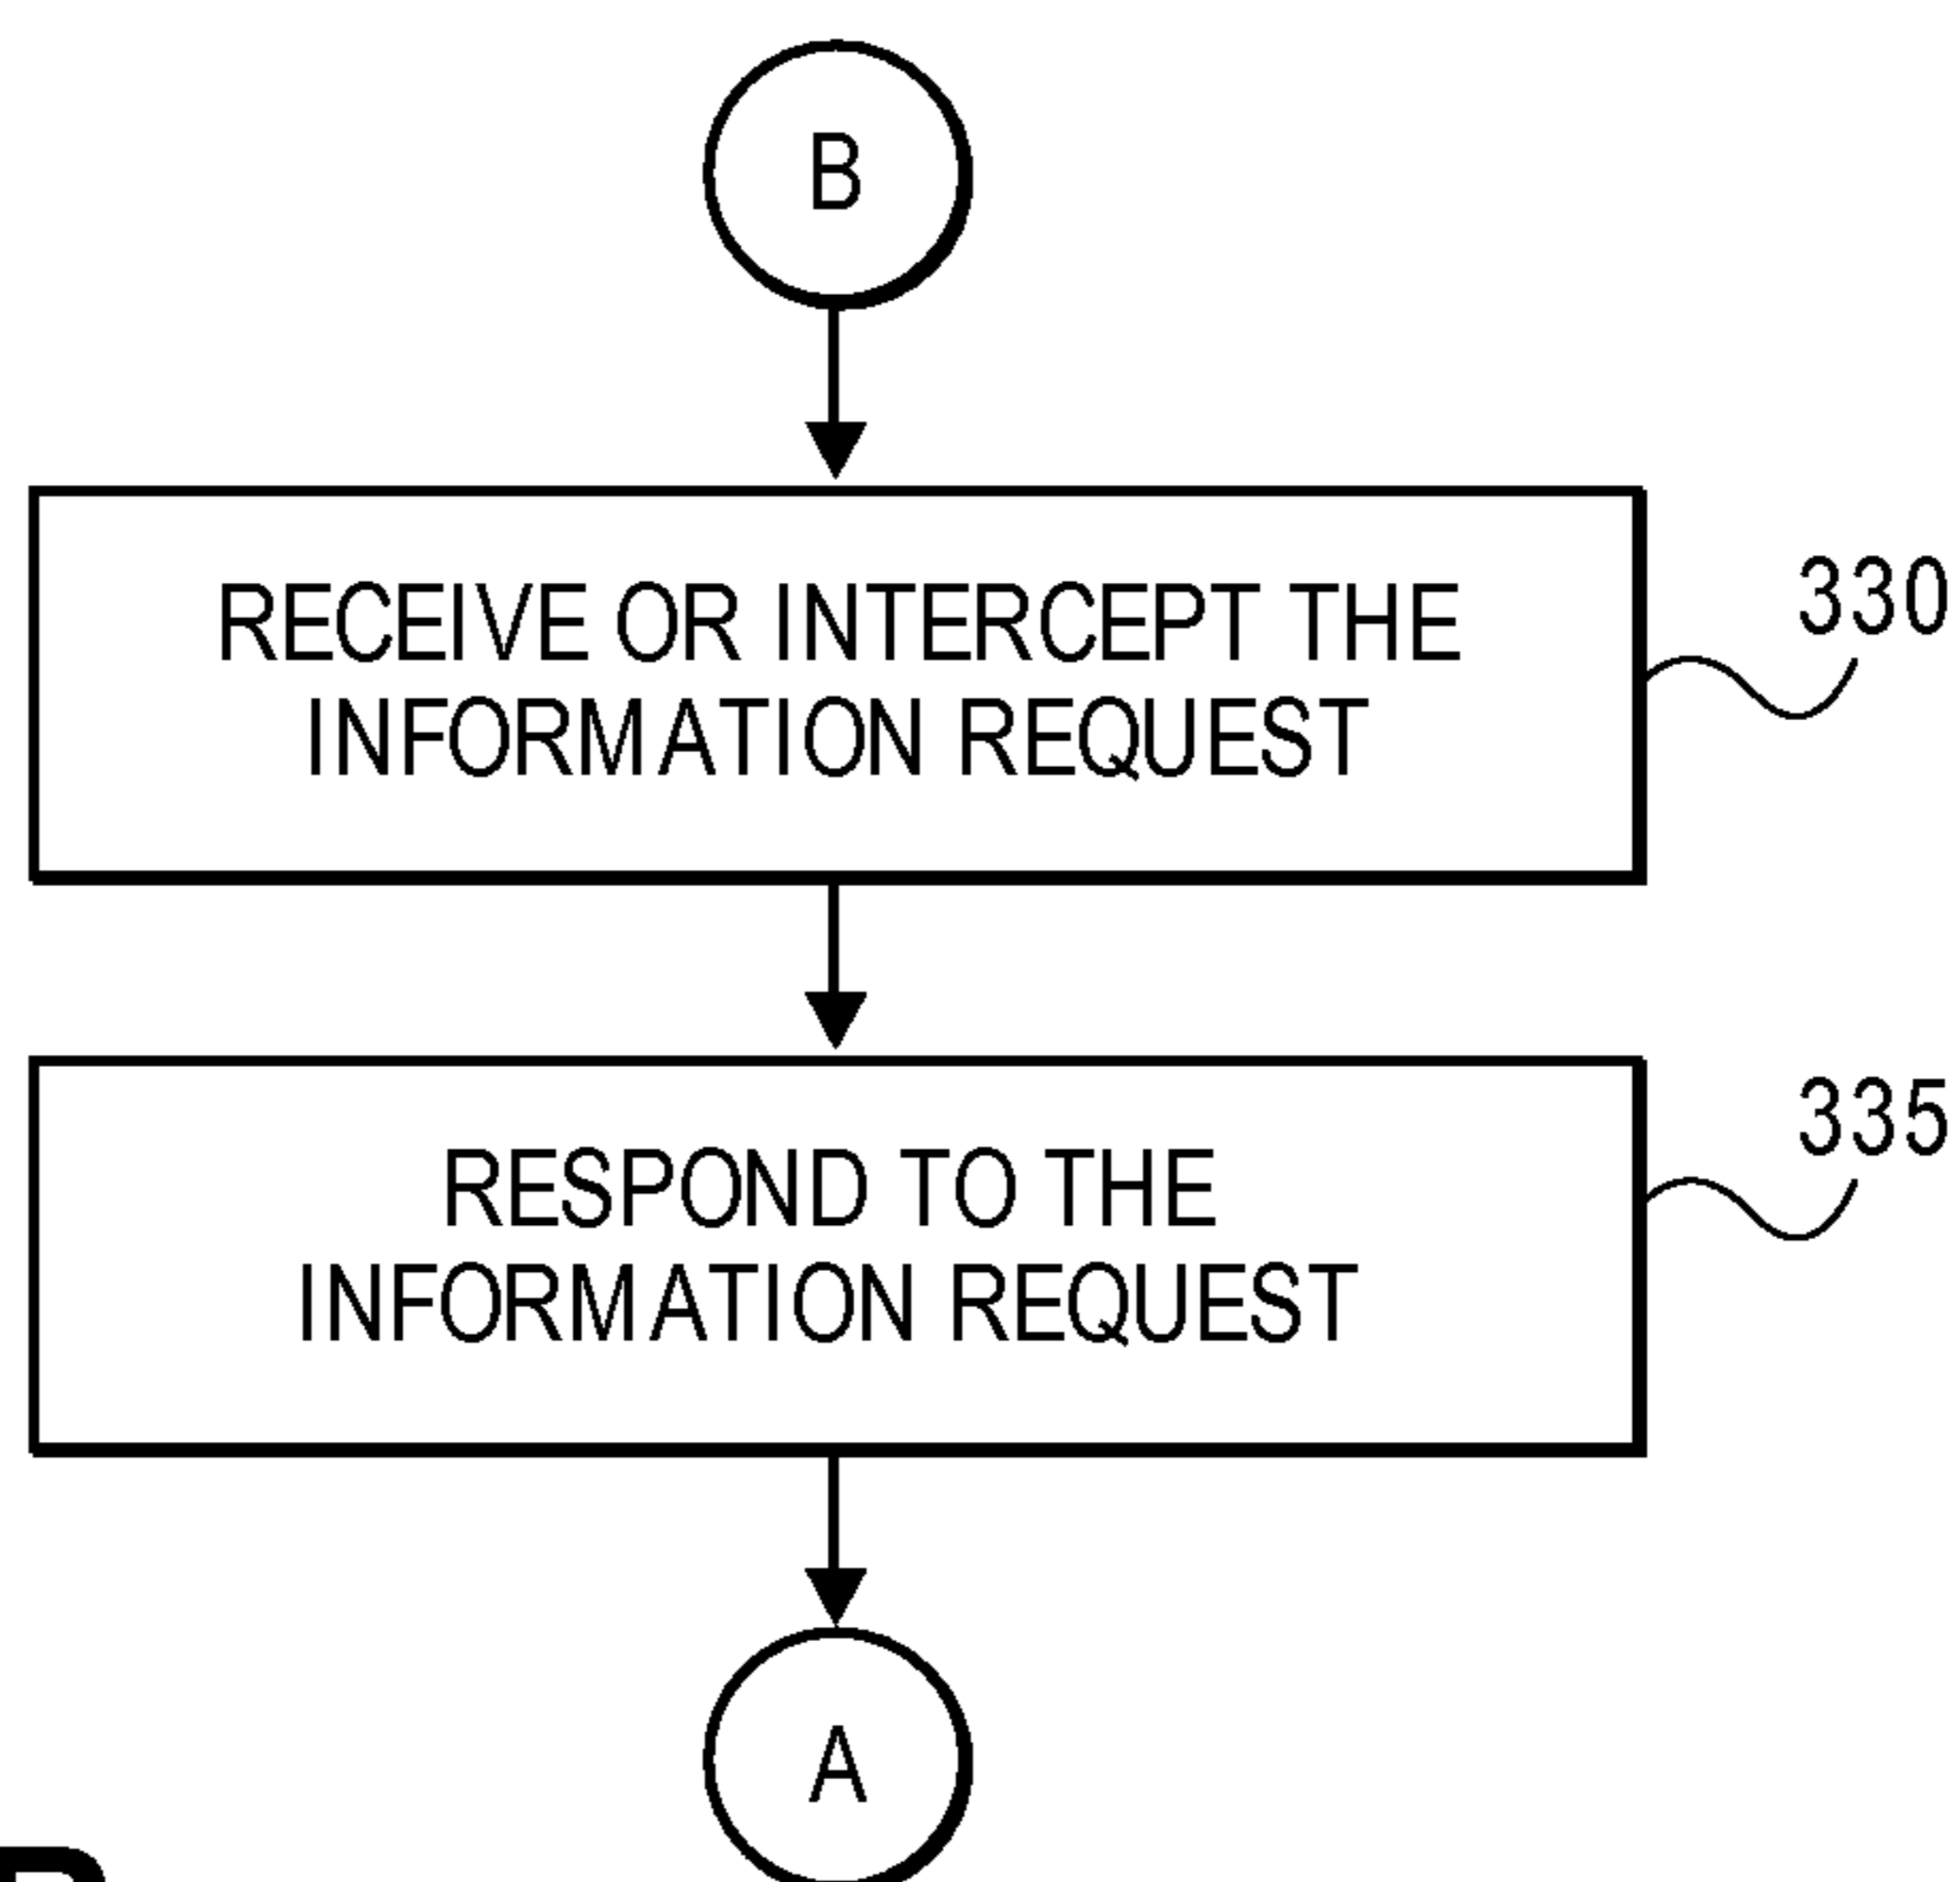 B
RECEIVE OR INTERCEPT THE
INFORMATION REQUEST
330
RESPOND TO THE
INFORMATION REQUEST
335
A